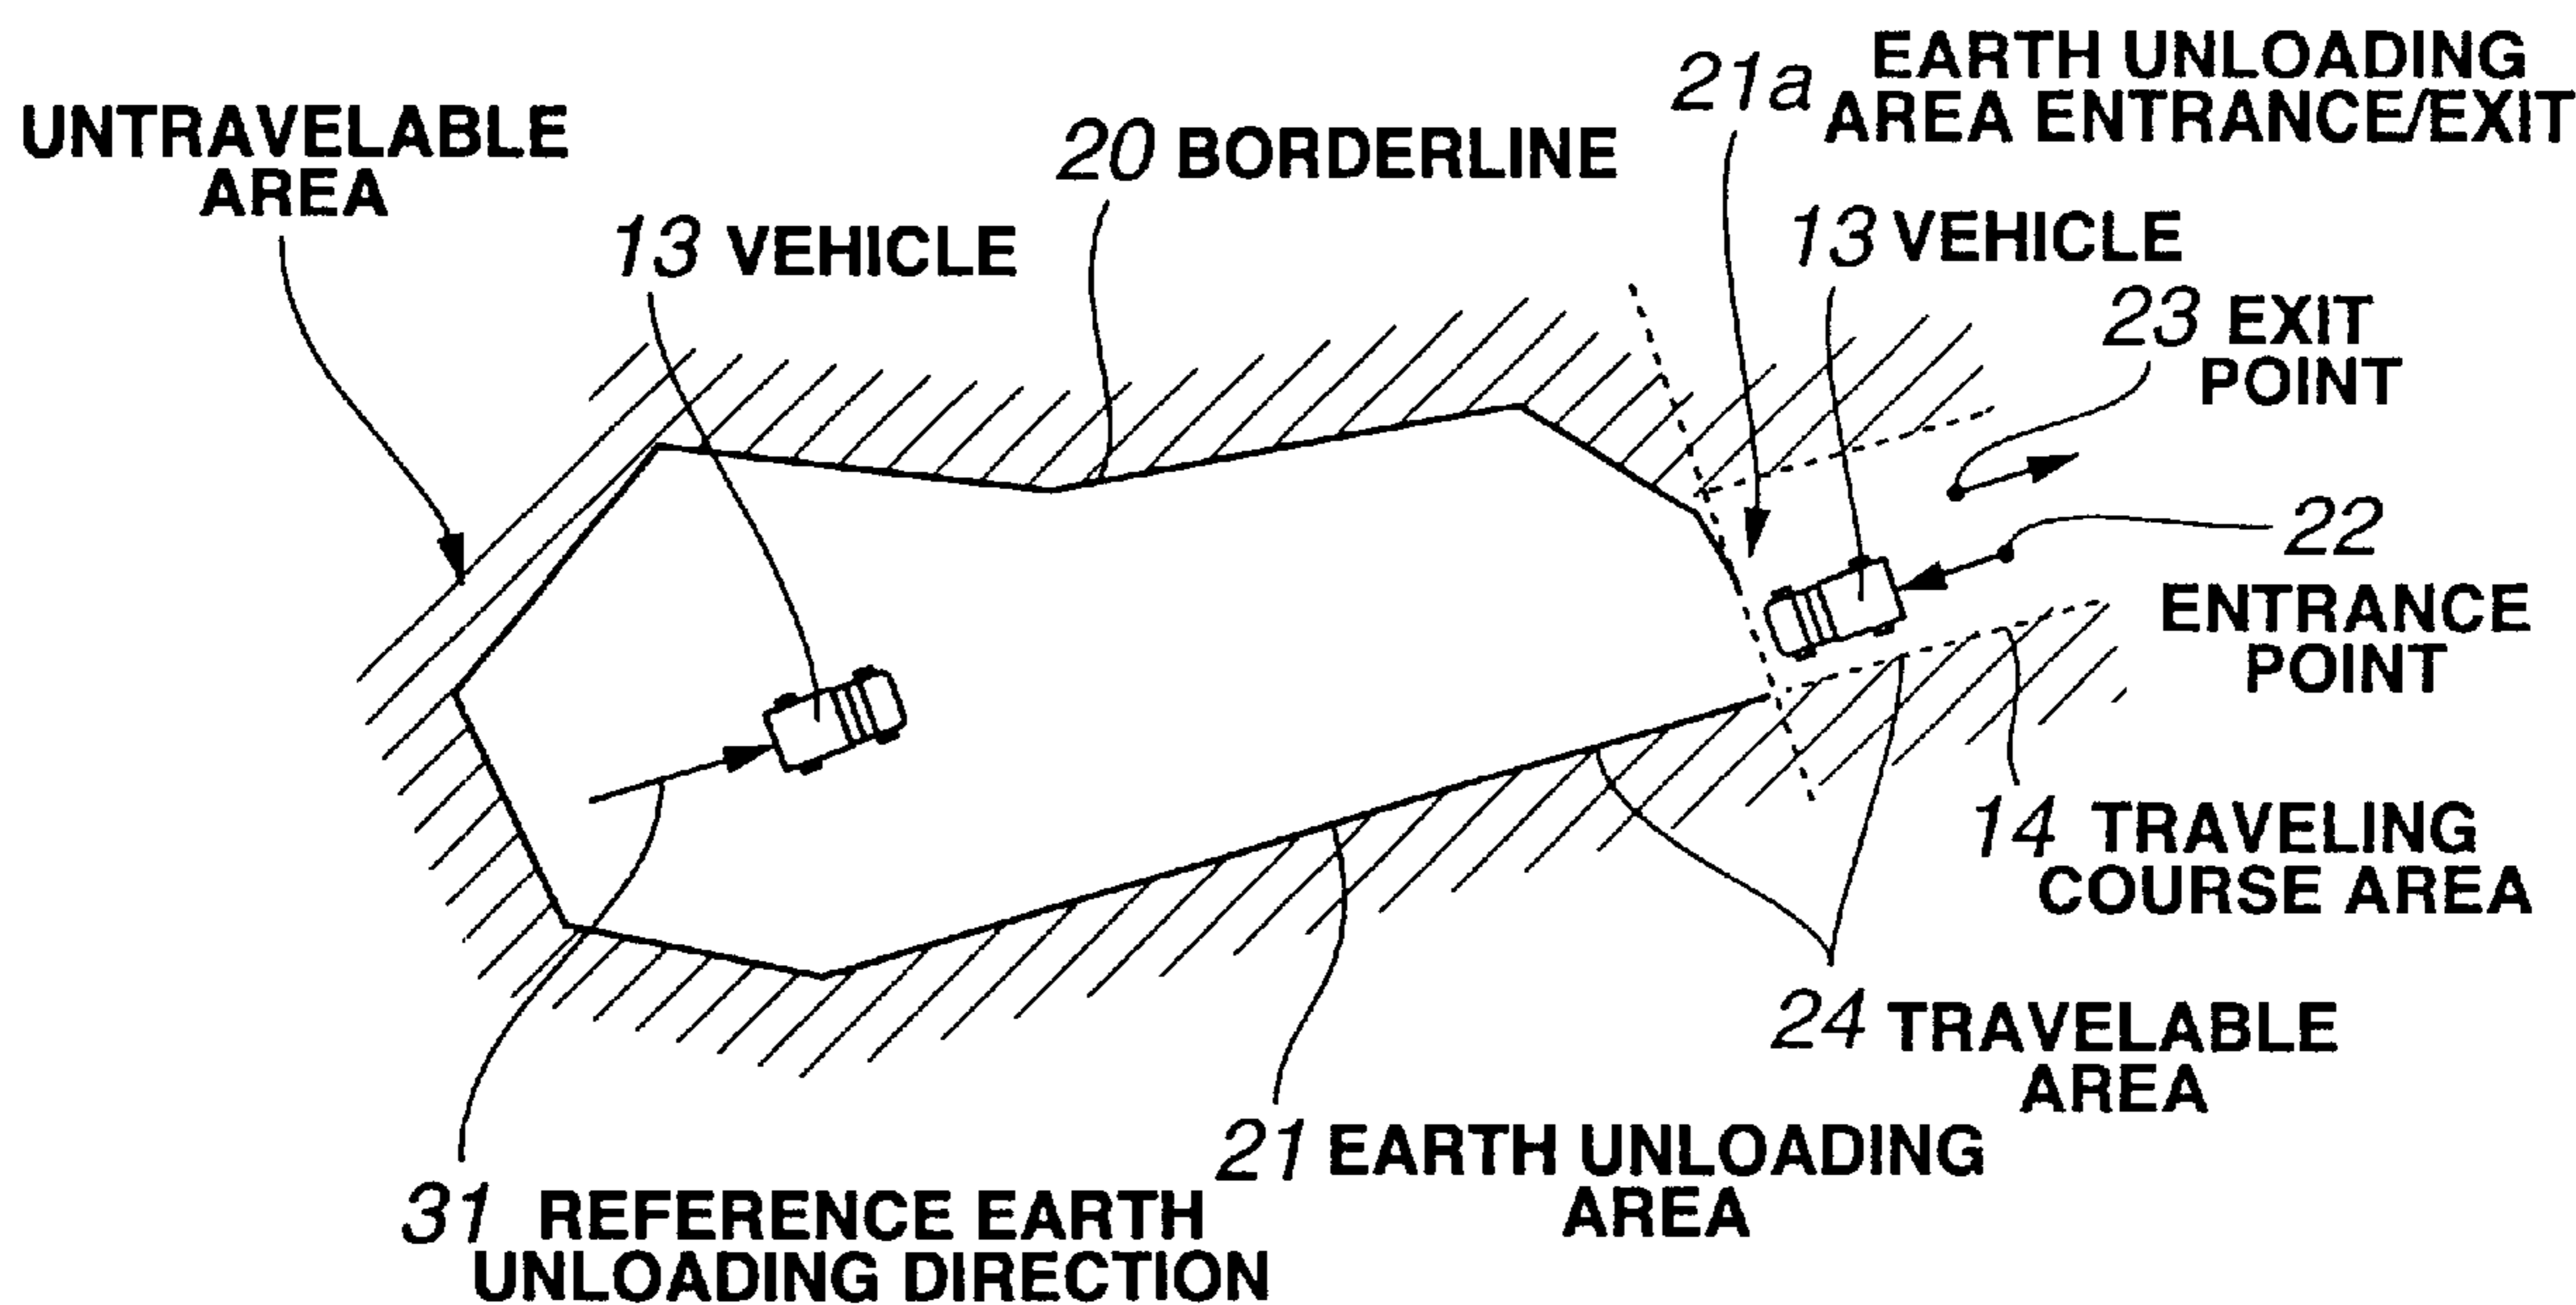 UNTRAVELABLE
AREA
13 VEHICLE
20 BORDERLINE
21a EARTH UNLOADING
AREA ENTRANCE/EXIT
13 VEHICLE
23 EXIT
POINT
22
ENTRANCE
POINT
14 TRAVELING
COURSE AREA
24 TRAVELABLE
AREA
21 EARTH UNLOADING
AREA
31 REFERENCE EARTH
UNLOADING DIRECTION